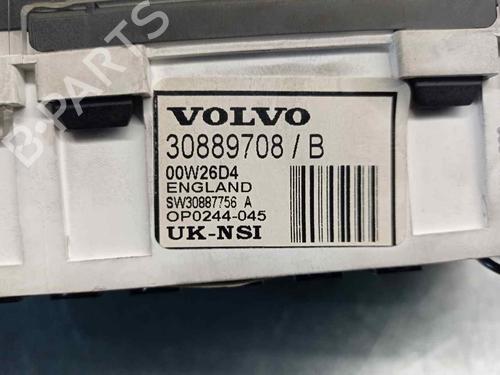 B-PARTS
VOLVO
30889708 / B
00W26D4
ENGLAND
SW30887756 A
OP0244-045
UK-NSI